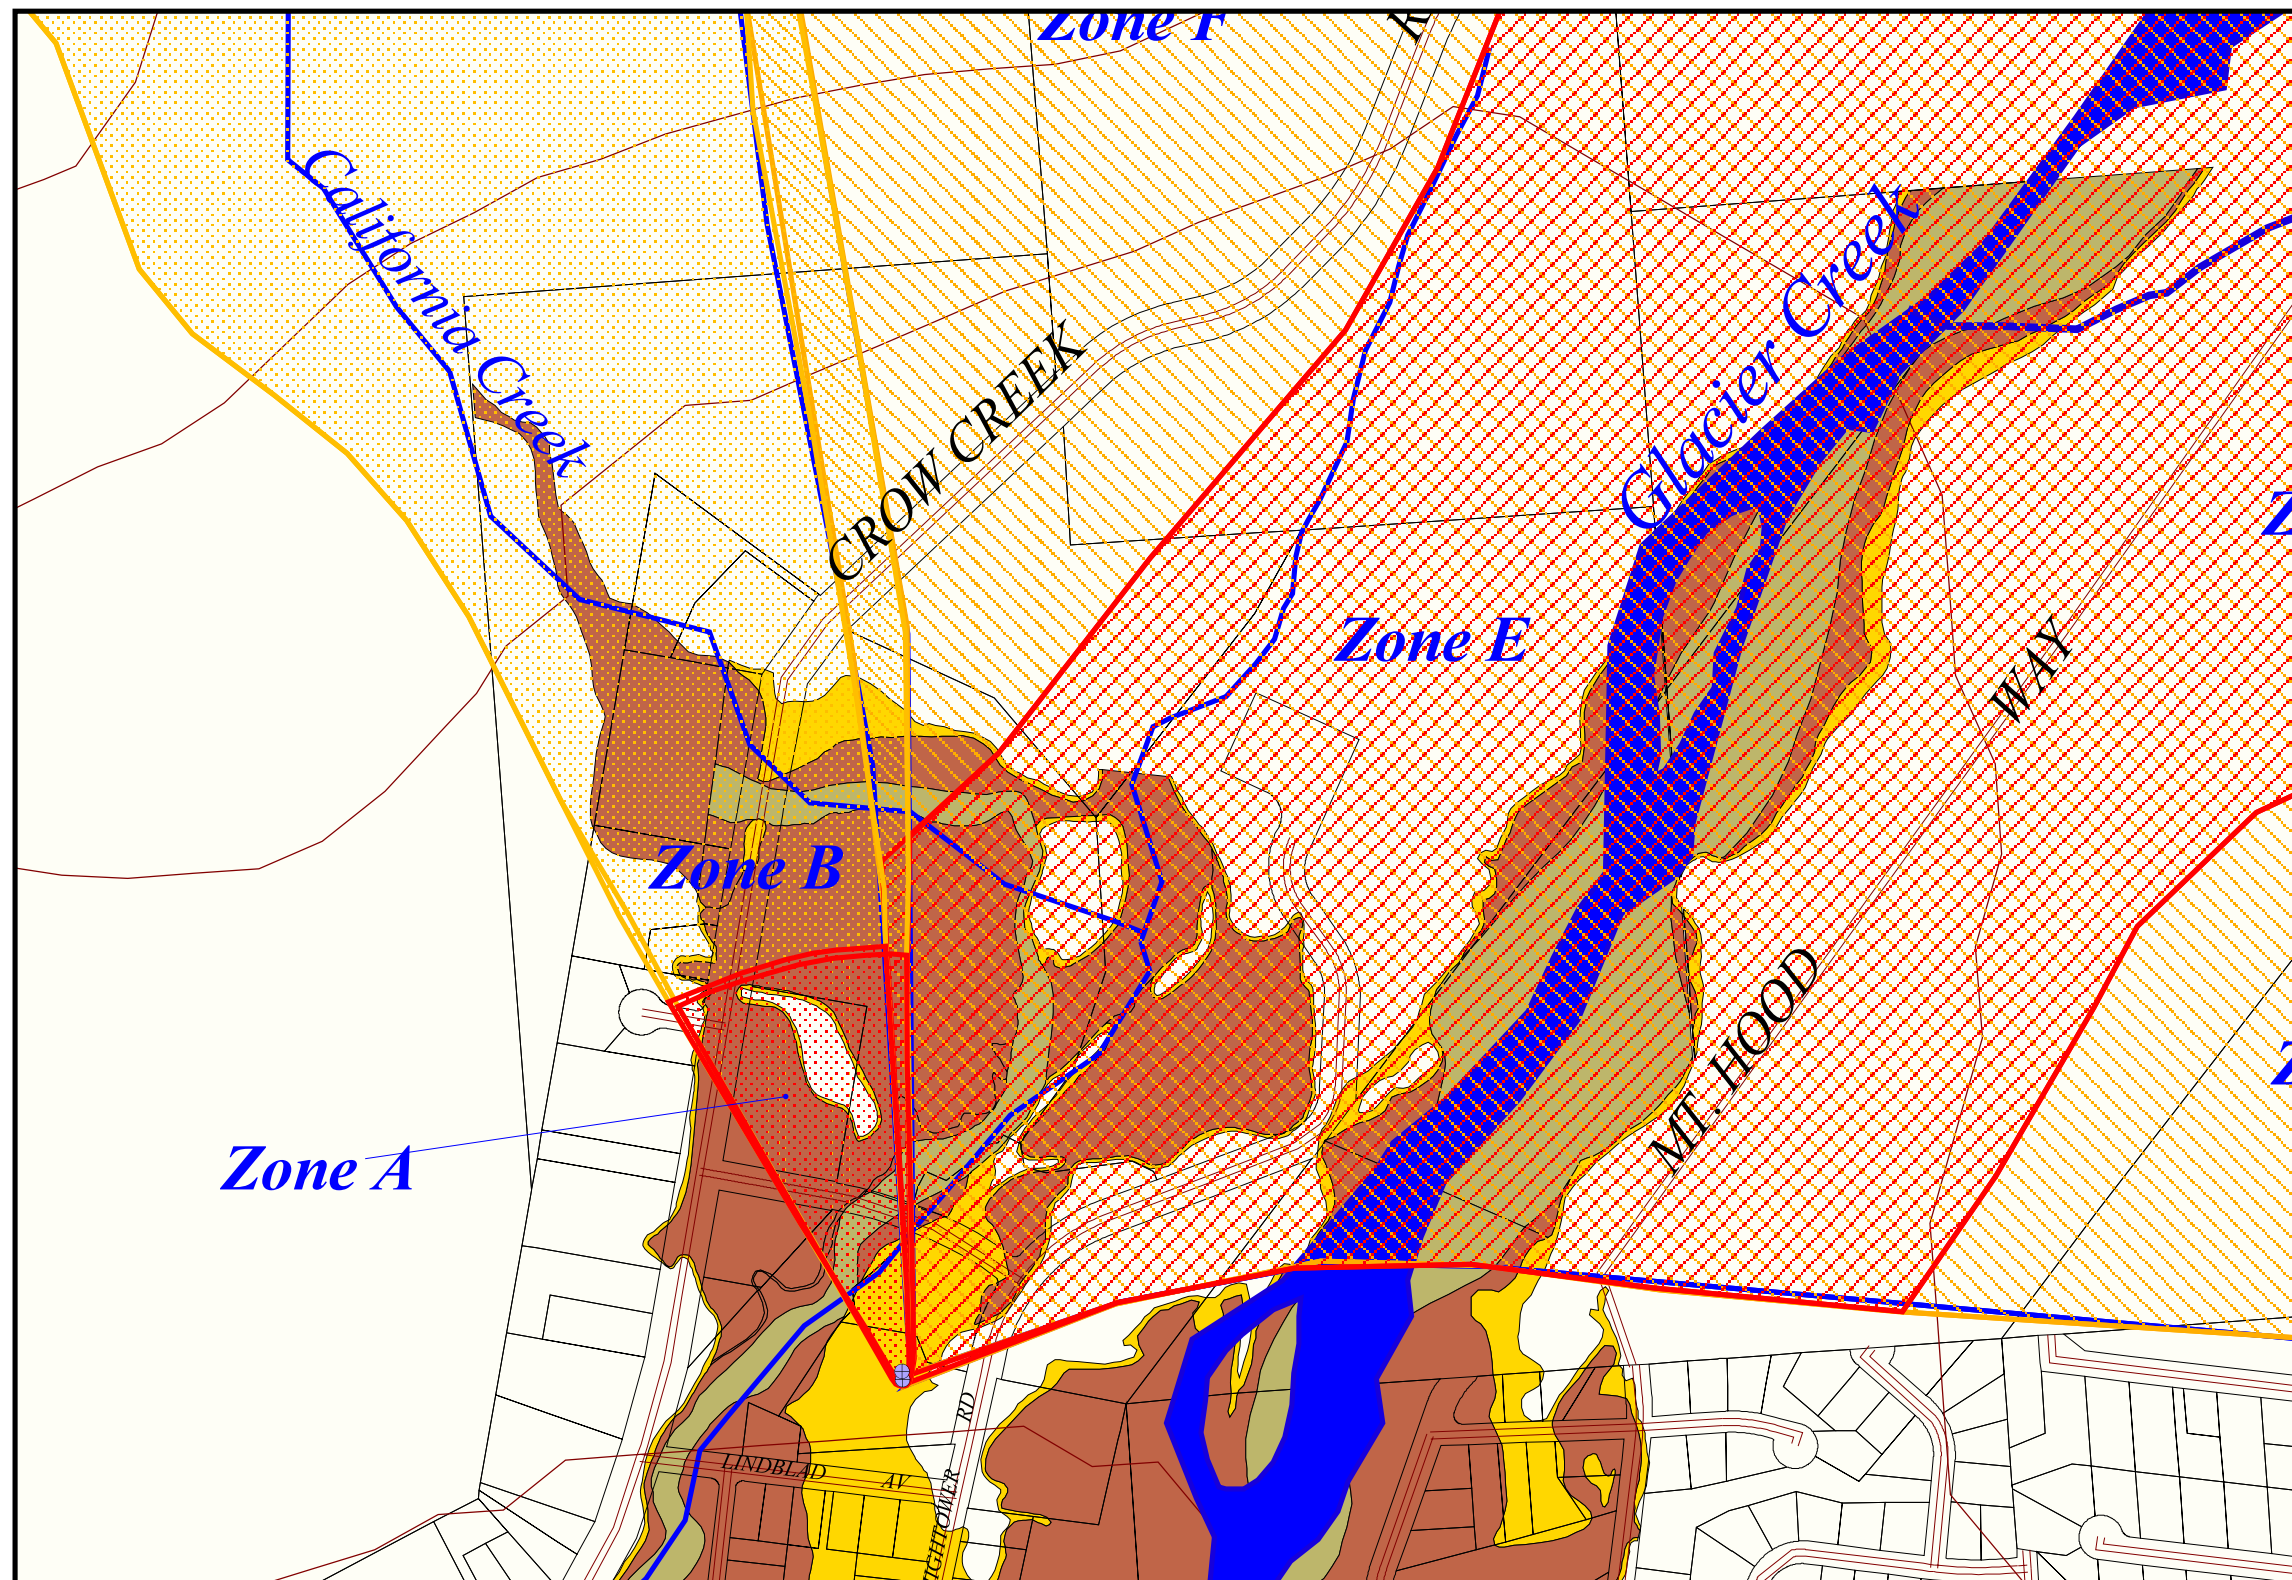 Zone F
California Creek
Glacier Creek
CROW CREEK
Zone E
WAY
Zone B
MT. HOOD
Zone A
RD
LINDBLAD
AV